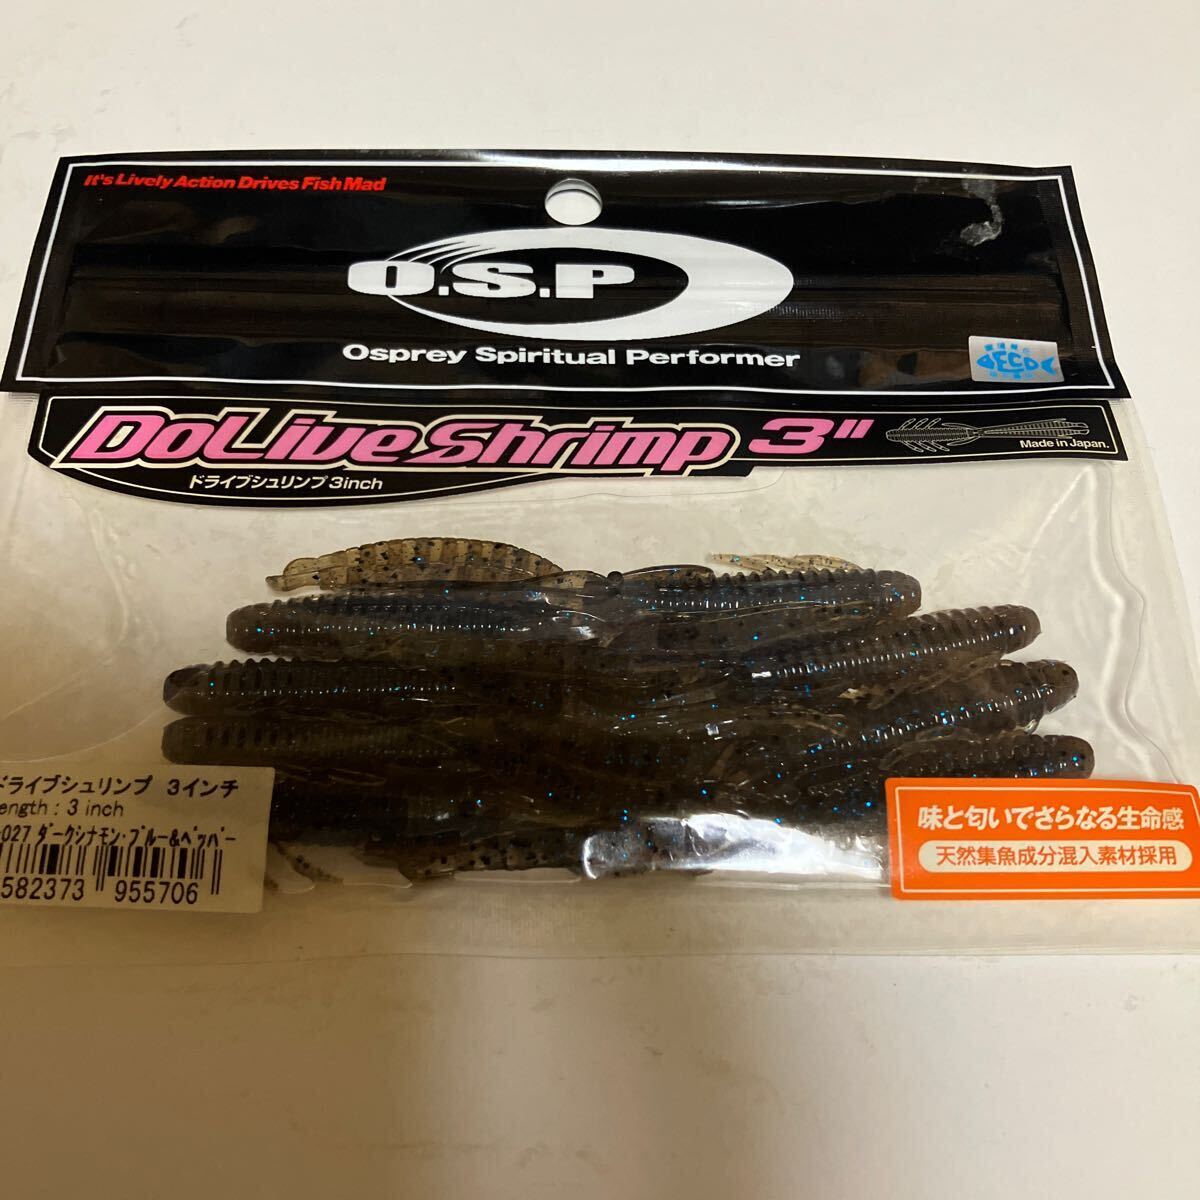 It's Lively Action Drives Fish Mad
O.S.P
Osprey Spiritual Performer
ECO
DoLive Shrimp 3"
ドライブシュリンプ 3inch
Made in Japan.
ドライブシュリンプ 3インチ
ength : 3 inch
027 ダークシナモン・ブルー&ペッパー
582373 955706
味と匂いでさらなる生命感
天然集魚成分混入素材採用